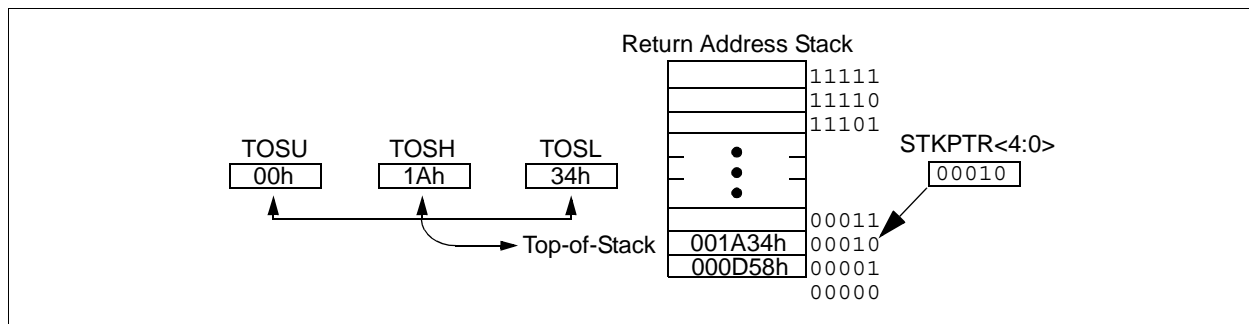 Return Address Stack
11111
11110
11101
TOSU TOSH TOSL STKPTR<4:0>
00h 1Ah 34h 00010
00011
Top-of-Stack 001A34h 00010
000D58h 00001
00000